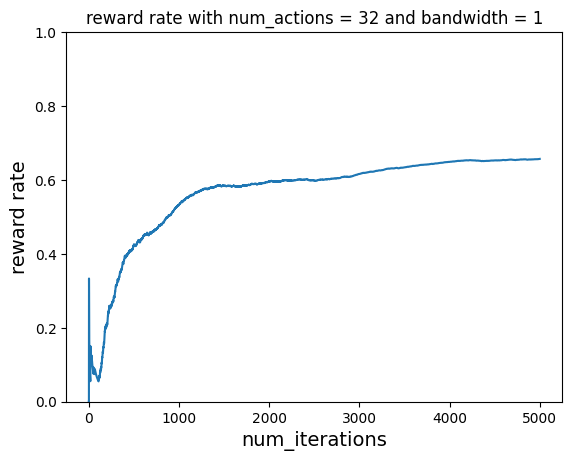 reward rate with num_actions = 32 and bandwidth = 1
1.0
0.8
0.6
0.4
0.2
0.0
reward rate
0 1000 2000 3000 4000 5000
num_iterations